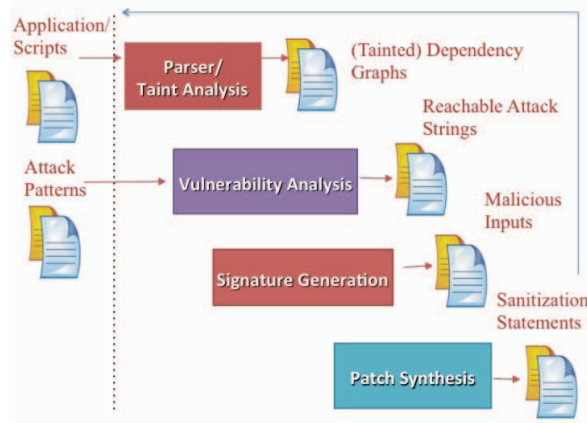 Application/
Scripts
Parser/
Taint Analysis
(Tainted) Dependency
Graphs
Reachable Attack
Strings
Attack
Patterns
Vulnerability Analysis
Malicious
Inputs
Signature Generation
Sanitization
Statements
Patch Synthesis